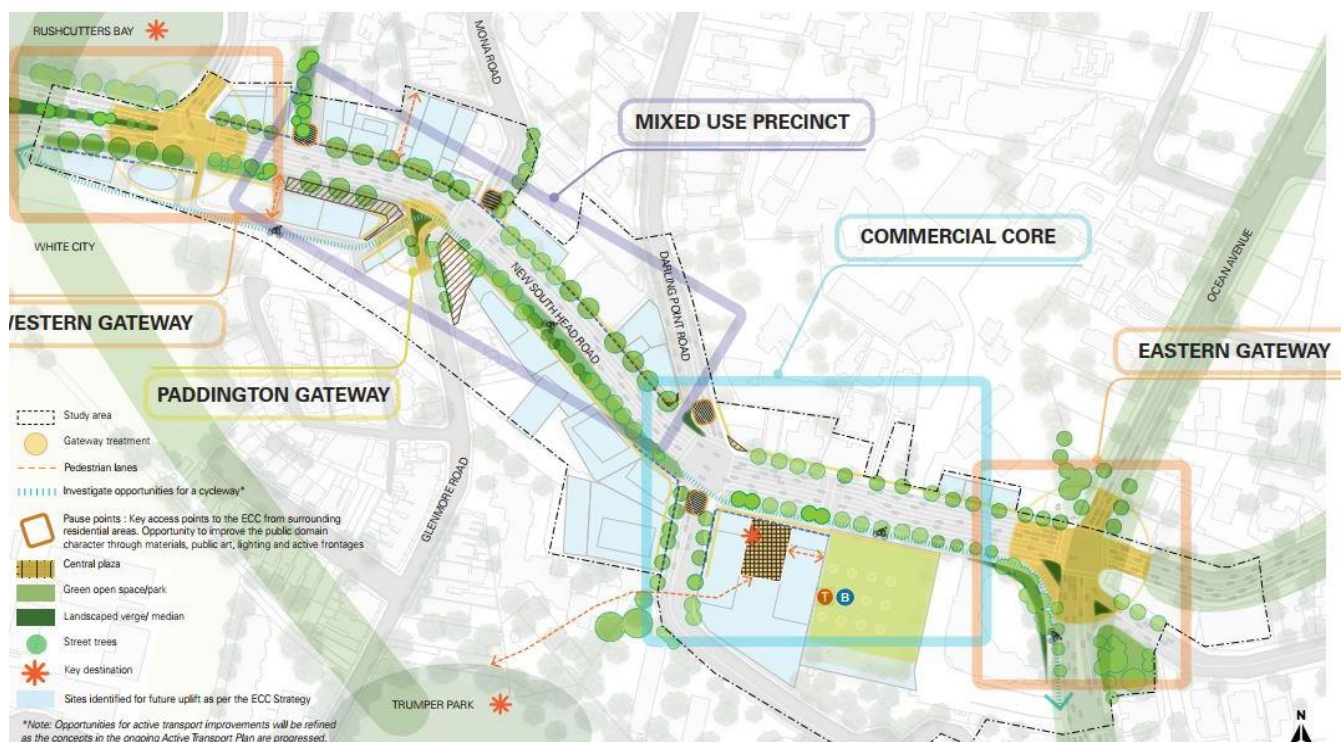 RUSHCUTTERS BAY
MONA ROAD
MIXED USE PRECINCT
COMMERCIAL CORE
OCEAN AVENUE
WHITE CITY
DARLING POINT ROAD
NEW SOUTH HEAD ROAD
WESTERN GATEWAY
EASTERN GATEWAY
PADDINGTON GATEWAY
GLENMORE ROAD
Study area
Gateway treatment
Pedestrian lanes
Investigate opportunities for a cycleway*
Pause points : Key access points to the ECC from surrounding
residential areas. Opportunity to improve the public domain
character through materials, public art, lighting and active frontages
Central plaza
Green open space/park
Landscaped verge/ median
Street trees
Key destination
Sites identified for future uplift as per the ECC Strategy
*Note: Opportunities for active transport improvements will be refined
as the concepts in the ongoing Active Transport Plan are progressed.
T B
TRUMPER PARK
N